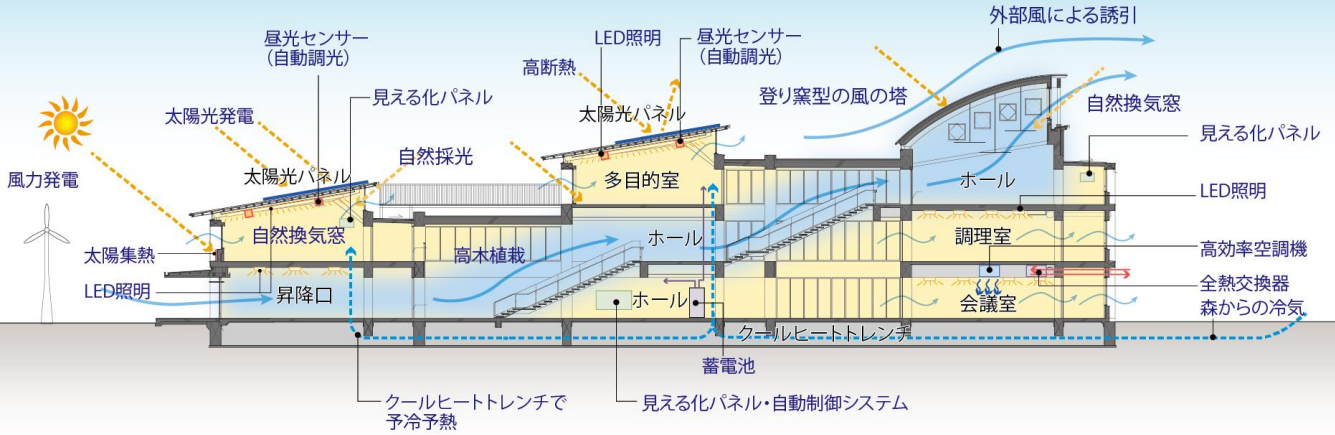 外部風による誘引
昼光センサー
(自動調光)
LED照明
昼光センサー
(自動調光)
高断熱
登り窯型の風の塔
自然換気窓
見える化パネル
太陽光発電
太陽光パネル
見える化パネル
自然採光
太陽光パネル
風力発電
多目的室
ホール
LED照明
自然換気窓
太陽集熱
高木植栽
ホール
調理室
高効率空調機
LED照明
昇降口
ホール
会議室
全熱交換器
森からの冷気
クールヒートトレンチ
蓄電池
クールヒートトレンチで
予冷予熱
見える化パネル・自動制御システム